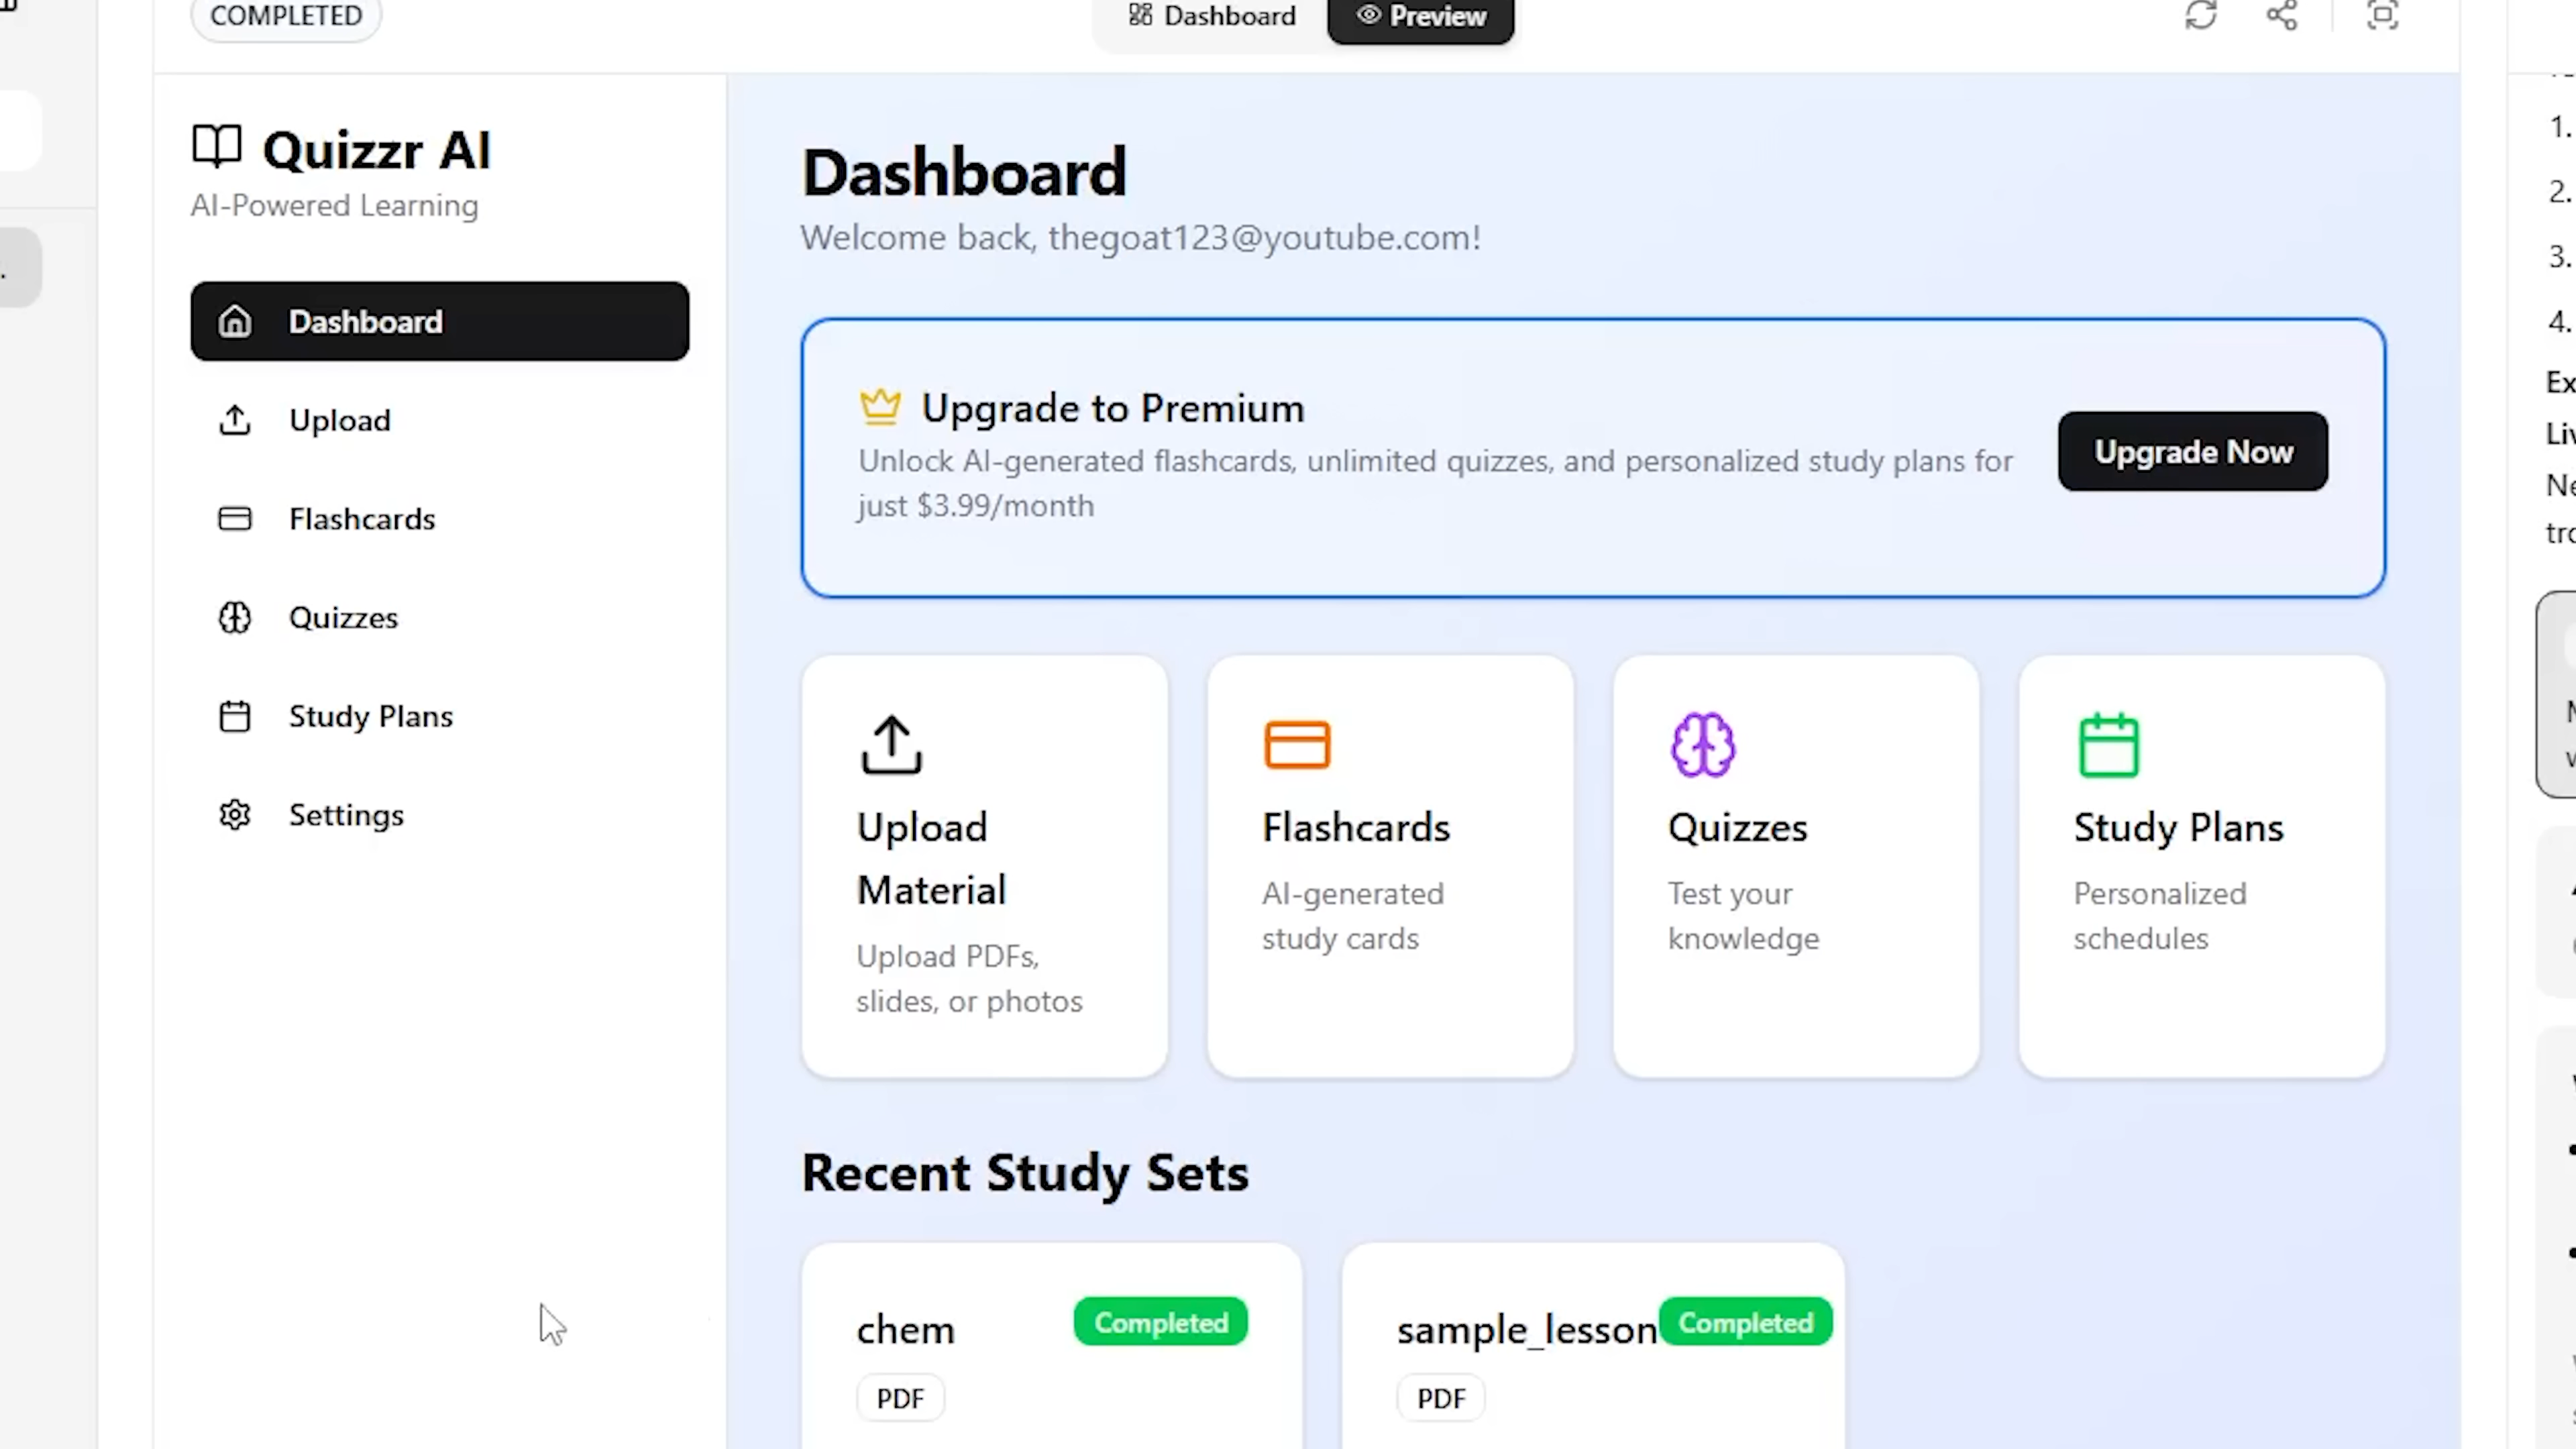 COMPLETED
Dashboard
Preview
Quizzr AI
AI-Powered Learning
Dashboard
Upload
Flashcards
Quizzes
Study Plans
Settings
Dashboard
Welcome back, thegoat123@youtube.com!
Upgrade to Premium
Unlock AI-generated flashcards, unlimited quizzes, and personalized study plans for
just $3.99/month
Upgrade Now
Upload
Material
Upload PDFs,
slides, or photos
Flashcards
AI-generated
study cards
Quizzes
Test your
knowledge
Study Plans
Personalized
schedules
Recent Study Sets
chem
Completed
PDF
sample_lesson
Completed
PDF
1.
2.
3.
4.